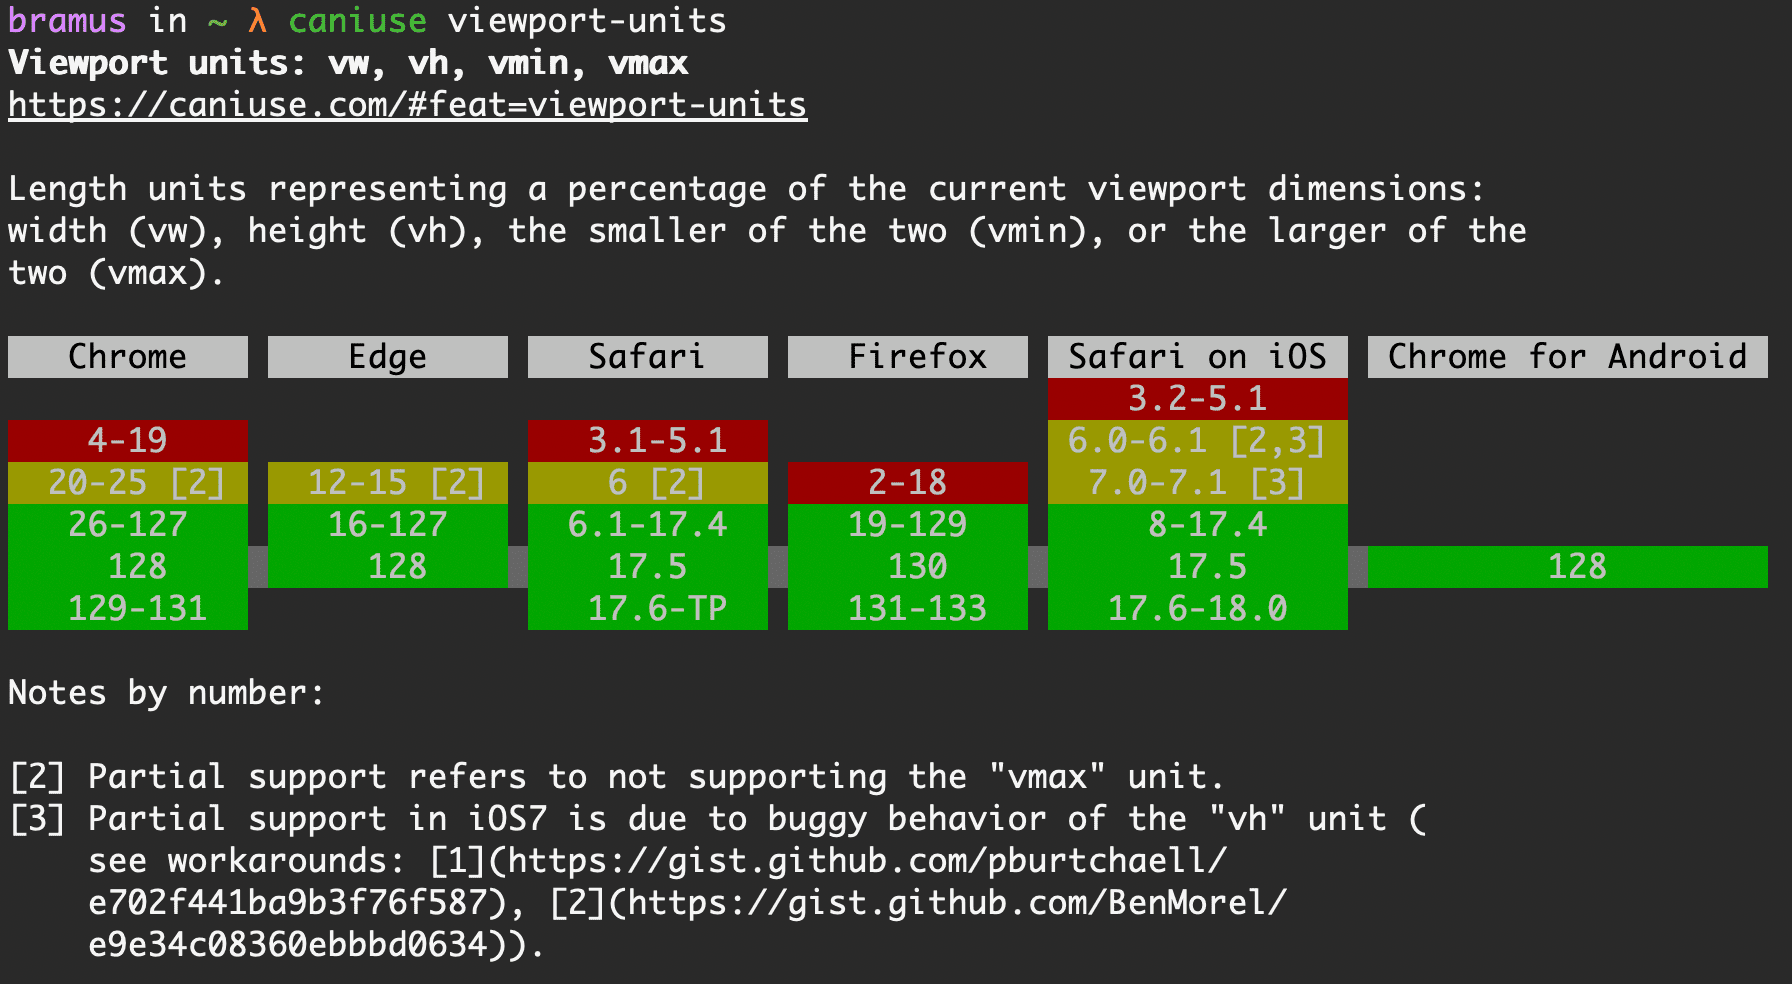 bramus in ~ λ caniuse viewport-units
Viewport units: vw, vh, vmin, vmax
https://caniuse.com/#feat=viewport-units
Length units representing a percentage of the current viewport dimensions:
width (vw), height (vh), the smaller of the two (vmin), or the larger of the
two (vmax).
Chrome Edge Safari Firefox Safari on iOS Chrome for Android
3.2-5.1
4-19 3.1-5.1 6.0-6.1 [2,3]
20-25 [2] 12-15 [2] 6 [2] 2-18 7.0-7.1 [3]
26-127 16-127 6.1-17.4 19-129 8-17.4
128 128 17.5 130 17.5 128
129-131 17.6-TP 131-133 17.6-18.0
Notes by number:
[2] Partial support refers to not supporting the "vmax" unit.
[3] Partial support in iOS7 is due to buggy behavior of the "vh" unit (
see workarounds: [1](https://gist.github.com/pburtchaell/
e702f441ba9b3f76f587), [2](https://gist.github.com/BenMorel/
e9e34c08360ebbbd0634)).